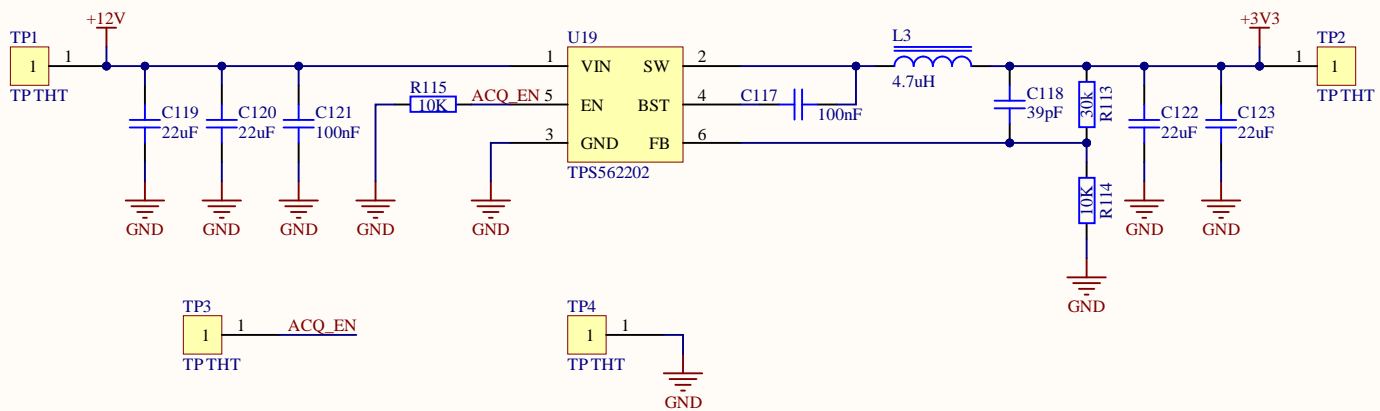 +12V
+3V3
TP1
1
1
TP THT
U19
1
VIN
SW
2
5
EN
BST
4
3
GND
FB
6
TPS562202
R115
10K
ACQ_EN
C119
22uF
C120
22uF
C121
100nF
GND
GND
GND
GND
GND
C117
100nF
L3
4.7uH
C118
39pF
30k
R113
10K
R114
C122
22uF
C123
22uF
GND
GND
GND
TP2
1
1
TP THT
TP3
1
1
ACQ_EN
TP THT
TP4
1
1
TP THT
GND